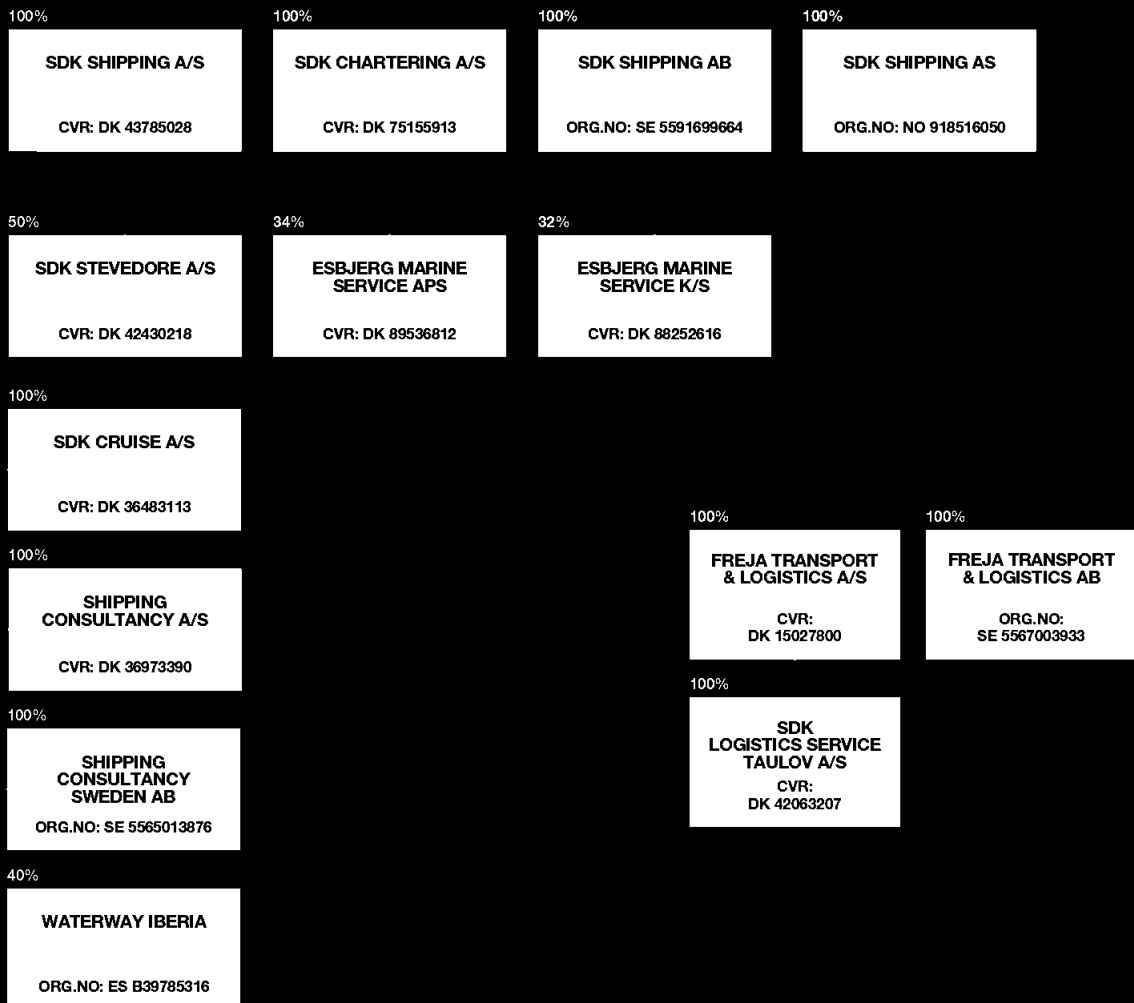 100%
SDK SHIPPING A/S
CVR: DK 43785028
100%
SDK CHARTERING A/S
CVR: DK 75155913
100%
SDK SHIPPING AB
ORG.NO: SE 5591699664
100%
SDK SHIPPING AS
ORG.NO: NO 918516050
50%
SDK STEVEDORE A/S
CVR: DK 42430218
34%
ESBJERG MARINE
SERVICE APS
CVR: DK 89536812
32%
ESBJERG MARINE
SERVICE K/S
CVR: DK 88252616
100%
SDK CRUISE A/S
CVR: DK 36483113
100%
SHIPPING
CONSULTANCY A/S
CVR: DK 36973390
100%
SHIPPING
CONSULTANCY
SWEDEN AB
ORG.NO: SE 5565013876
40%
WATERWAY IBERIA
ORG.NO: ES B39785316
100%
FREJA TRANSPORT
& LOGISTICS A/S
CVR:
DK 15027800
100%
FREJA TRANSPORT
& LOGISTICS AB
ORG.NO:
SE 5567003933
100%
SDK
LOGISTICS SERVICE
TAULOV A/S
CVR:
DK 42063207